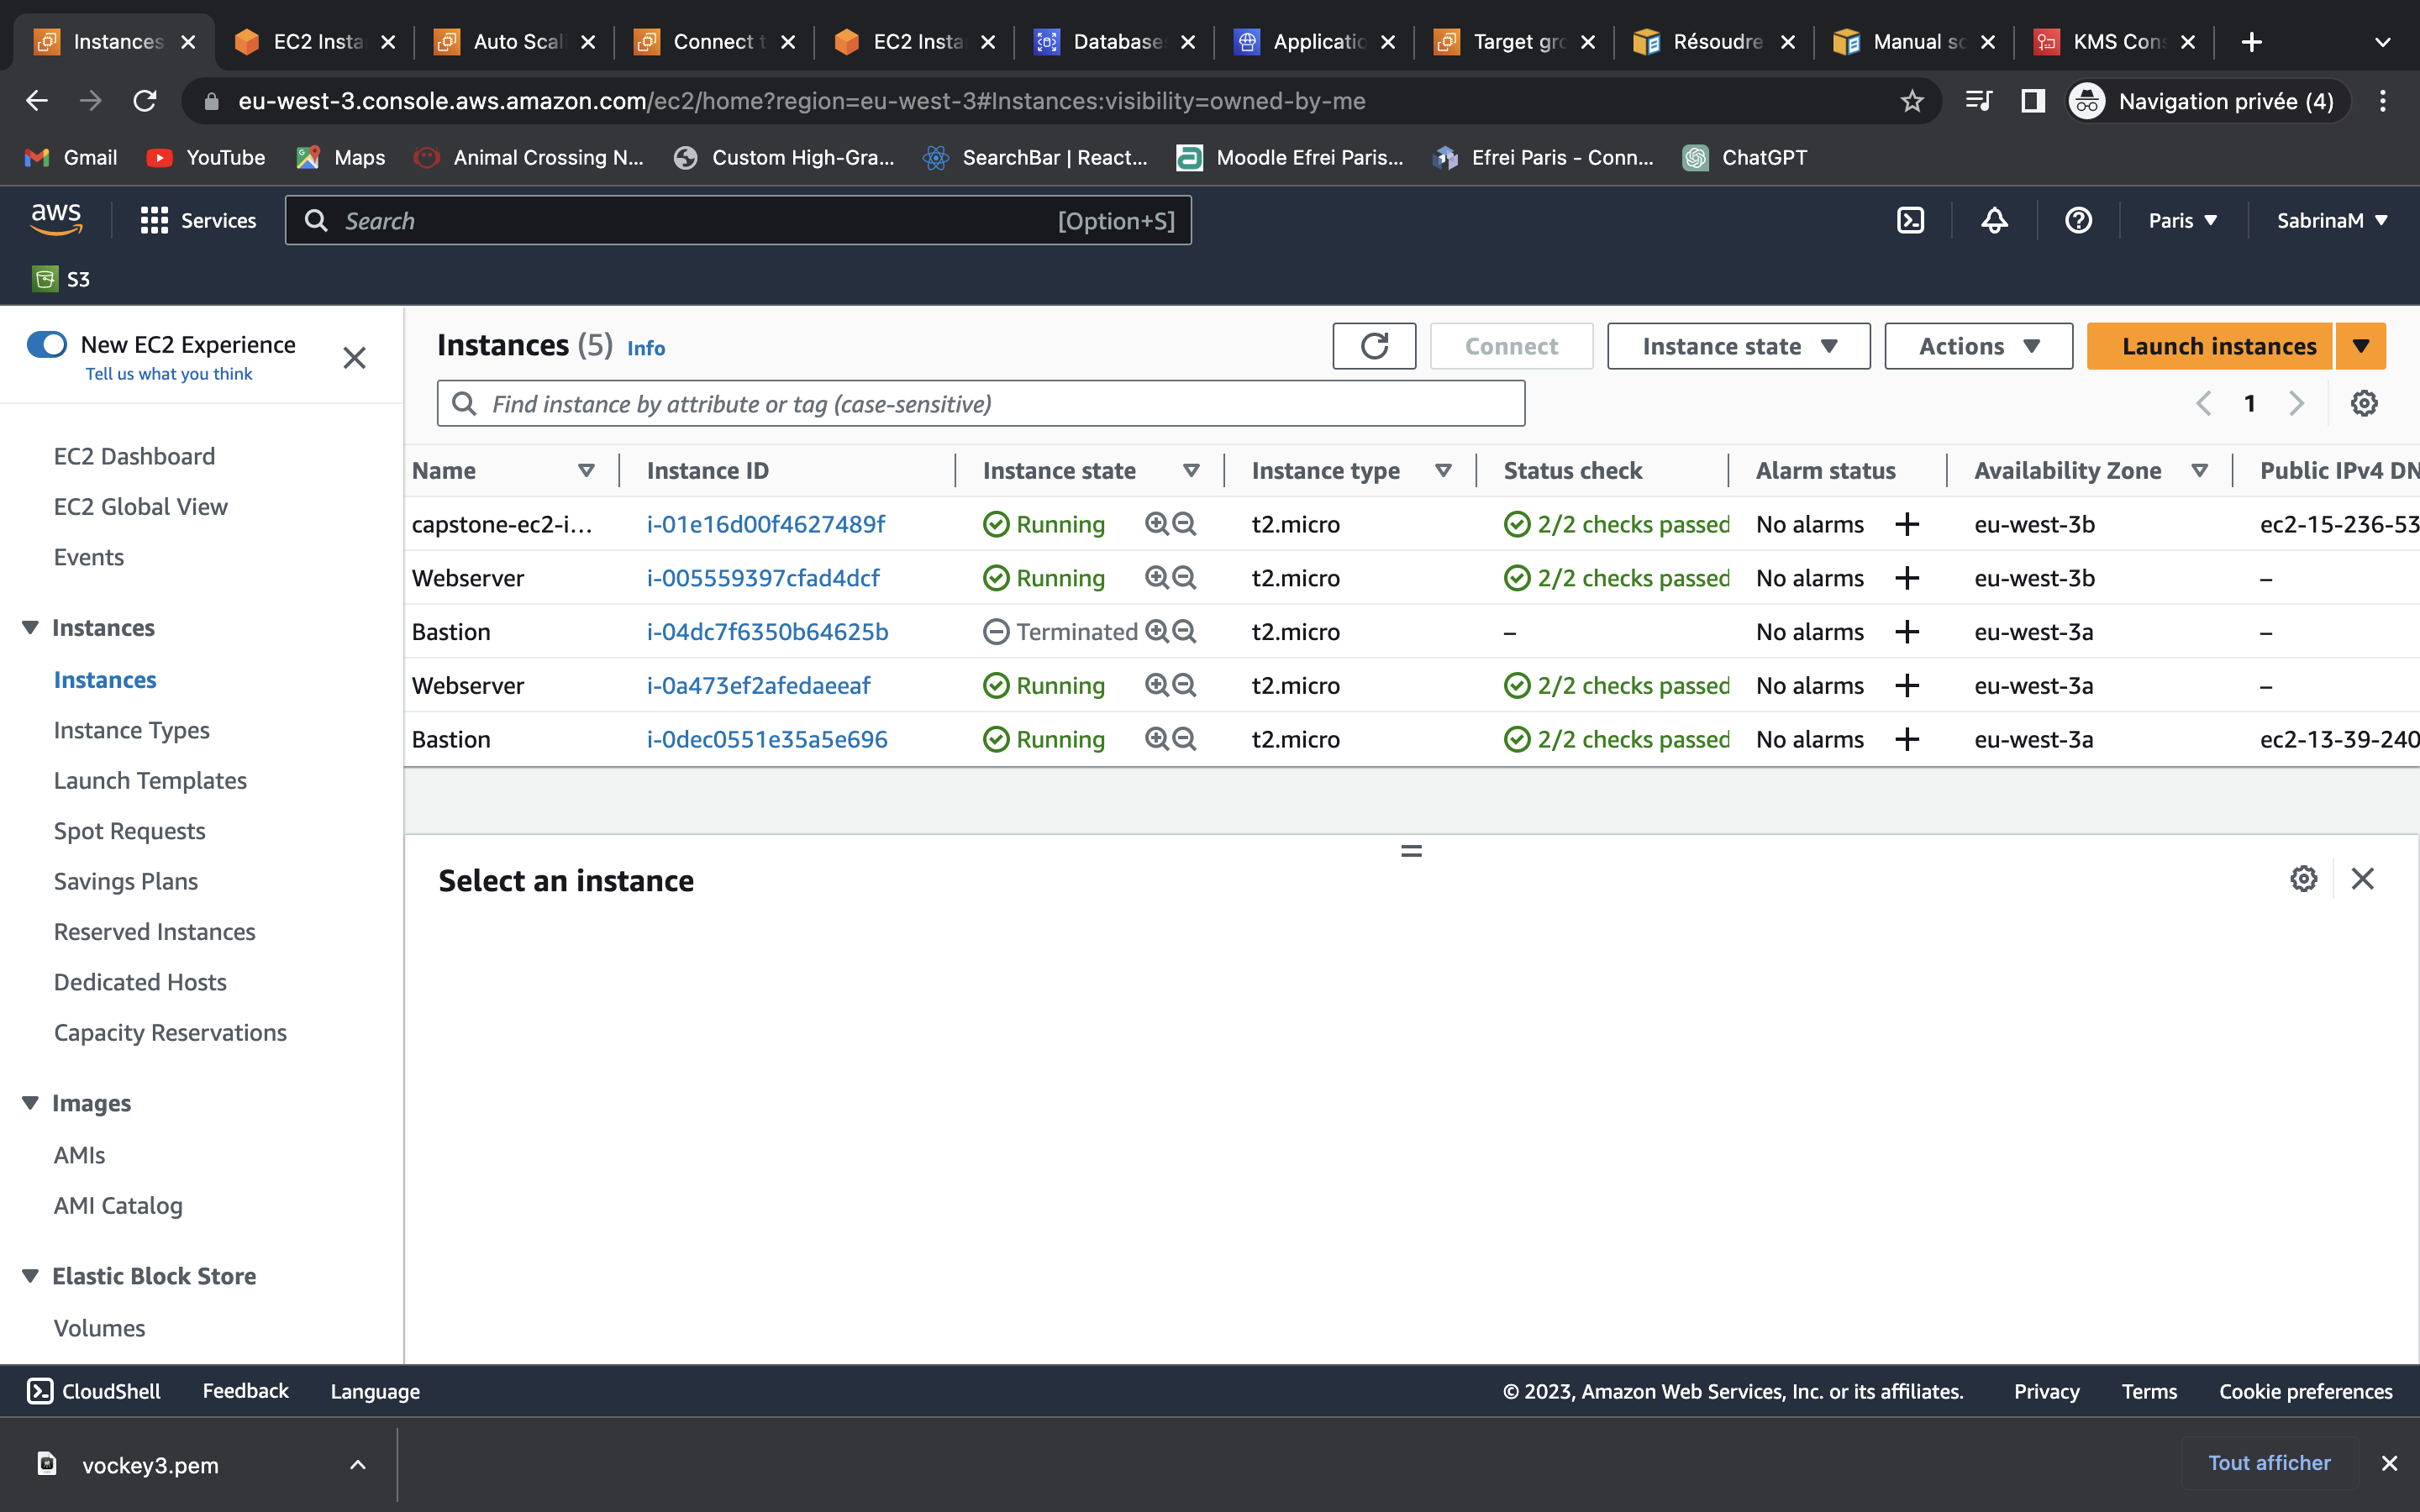 Instances
EC2 Insta
Auto Scal
Connect t
EC2 Insta
Database
Applicatio
Target gro
Résoudre
Manual sc
KMS Con
eu-west-3.console.aws.amazon.com/ec2/home?region=eu-west-3#Instances:visibility=owned-by-me
Navigation privée (4)
Gmail YouTube Maps Animal Crossing N... Custom High-Gra... SearchBar | React... Moodle Efrei Paris... Efrei Paris - Conn... ChatGPT
aws Services Search [Option+S] Paris SabrinaM
S3
New EC2 Experience
Tell us what you think
EC2 Dashboard
EC2 Global View
Events
Instances
Instances
Instance Types
Launch Templates
Spot Requests
Savings Plans
Reserved Instances
Dedicated Hosts
Capacity Reservations
Images
AMIs
AMI Catalog
Elastic Block Store
Volumes
Instances (5) Info Connect Instance state Actions Launch instances
Find instance by attribute or tag (case-sensitive) 1
Name Instance ID Instance state Instance type Status check Alarm status Availability Zone Public IPv4 DN
capstone-ec2-i... i-01e16d00f4627489f Running t2.micro 2/2 checks passed No alarms + eu-west-3b ec2-15-236-53
Webserver i-005559397cfad4dcf Running t2.micro 2/2 checks passed No alarms + eu-west-3b –
Bastion i-04dc7f6350b64625b Terminated t2.micro – No alarms + eu-west-3a –
Webserver i-0a473ef2afedaeeaf Running t2.micro 2/2 checks passed No alarms + eu-west-3a –
Bastion i-0dec0551e35a5e696 Running t2.micro 2/2 checks passed No alarms + eu-west-3a ec2-13-39-240
Select an instance
CloudShell Feedback Language © 2023, Amazon Web Services, Inc. or its affiliates. Privacy Terms Cookie preferences
vockey3.pem Tout afficher